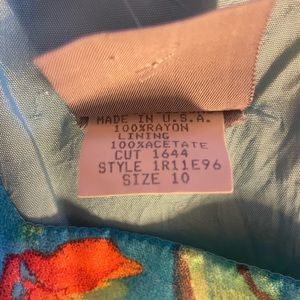 MADE IN U.S.A.
100%RAYON
LINING
100%ACETATE
CUT 1644
STYLE 1R11E96
SIZE 10